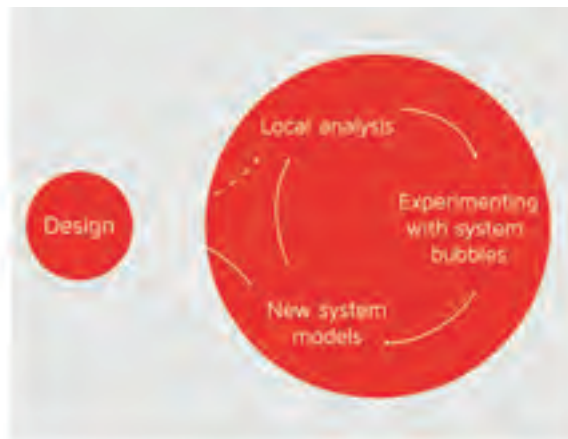 Design
Local analysis
Experimenting
with system
bubbles
New system
models